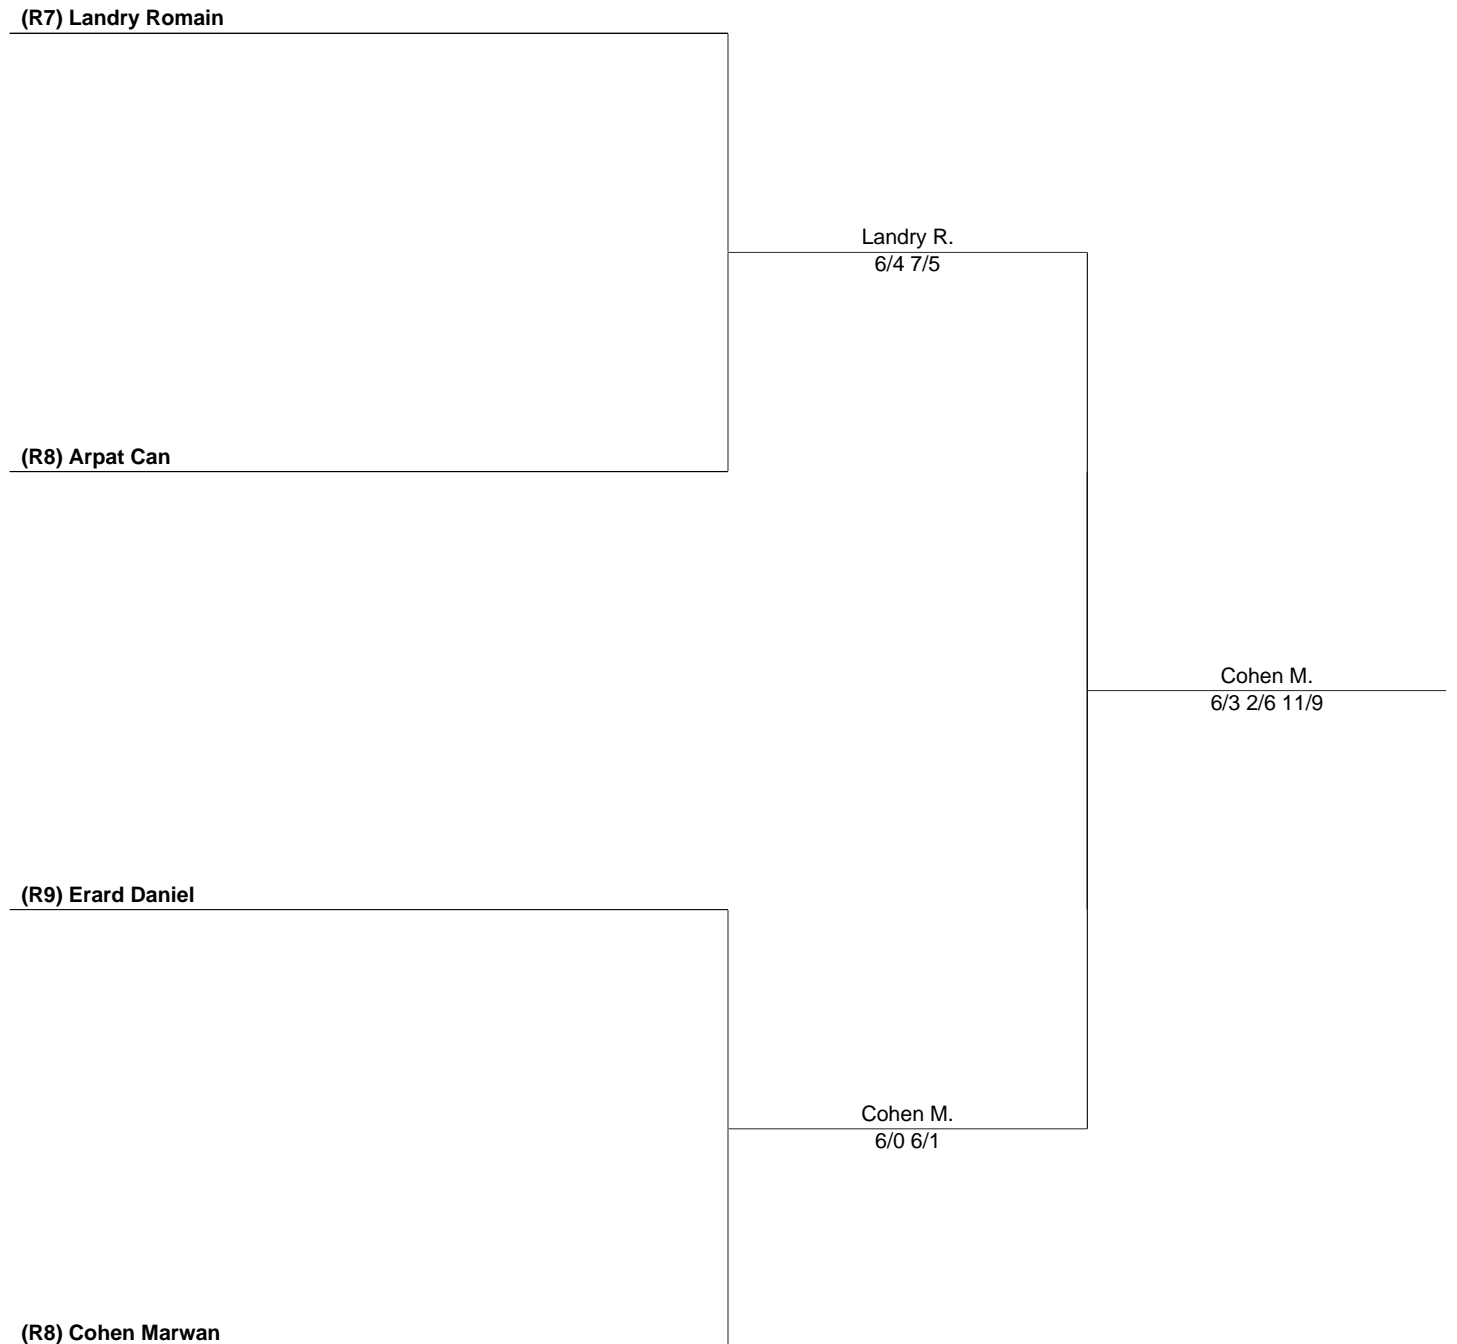 (R7) Landry Romain
Landry R.
6/4 7/5
(R8) Arpat Can
Cohen M.
6/3 2/6 11/9
(R9) Erard Daniel
Cohen M.
6/0 6/1
(R8) Cohen Marwan